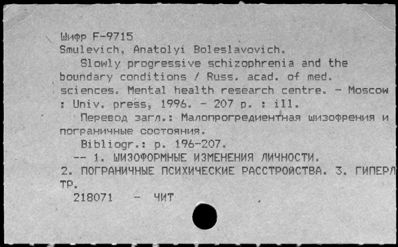 Шифр F-9715
Smulevich, Anatolyi Boleslavovich.
Slowly progressive schizophrenia and the
boundary conditions / Russ. acad. of med.
sciences. Mental health research centre. - Moscow
: Univ. press, 1996. - 207 p. : ill.
Перевод загл.: Малопрогредиентная шизофрения и
пограничные состояния.
Bibliogr.: p. 196-207.
-- 1. ШИЗОФОРМНЫЕ ИЗМЕНЕНИЯ ЛИЧНОСТИ.
2. ПОГРАНИЧНЫЕ ПСИХИЧЕСКИЕ РАССТРОЙСТВА. 3. ГИПЕРЛ
ТР.
218071 - ЧИТ